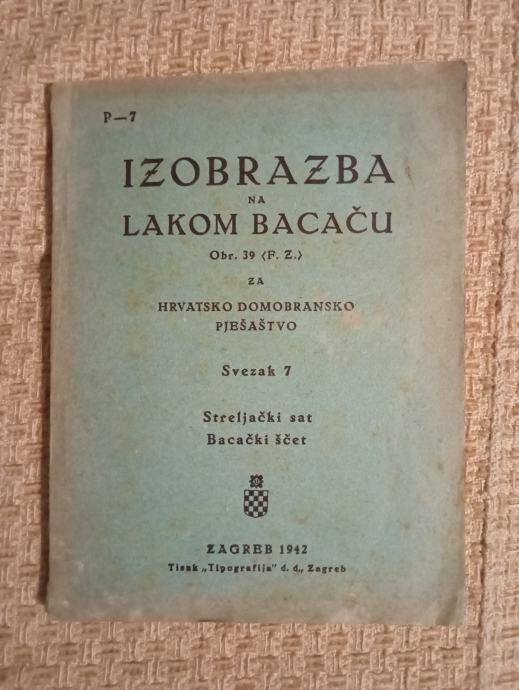 P—7
IZOBRAZBA
NA
LAKOM BACAČU
Obr. 39 (F. Z.)
ZA
HRVATSKO DOMOBRANSKO
PJEŠAŠTVO
Svezak 7
Streljački sat
Bacački ščet
ZAGREB 1942
Tisak „Tipografija" d. d., Zagreb